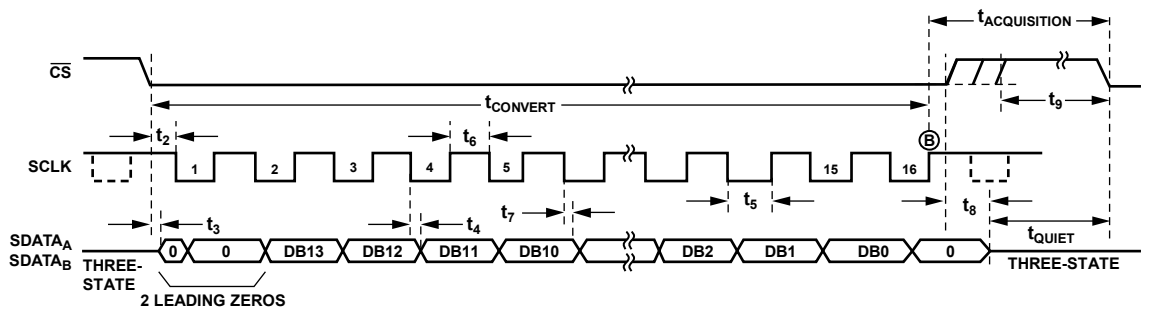 tACQUISITION
CS
tCONVERT
t9
t2
t6
B
SCLK
1 2 3 4 5 15 16
t5
t8
t3
t4
t7
tQUIET
SDATAA
SDATAB
0 0 DB13 DB12 DB11 DB10 DB2 DB1 DB0 0
THREE-
STATE
THREE-STATE
2 LEADING ZEROS